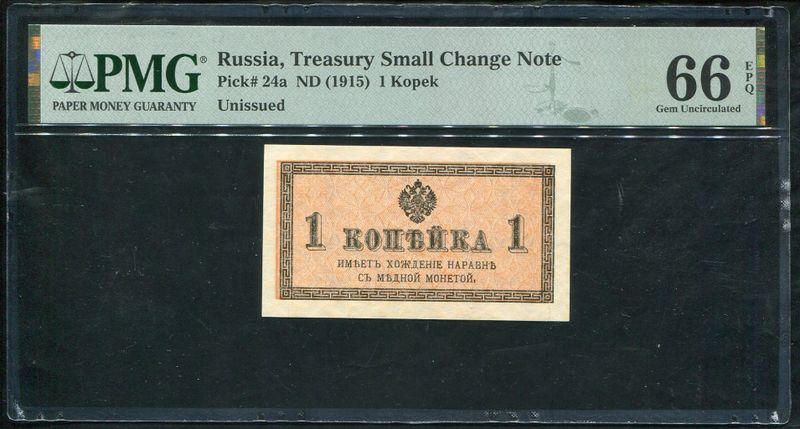 PMG®
PAPER MONEY GUARANTY
Russia, Treasury Small Change Note
Pick# 24a ND (1915) 1 Kopek
Unissued
66 EPQ
Gem Uncirculated
1 КОПѢЙКА 1
ИМѢЕТЪ ХОЖДЕНІЕ НАРАВНѢ
СЪ МѢДНОЙ МОНЕТОЙ.